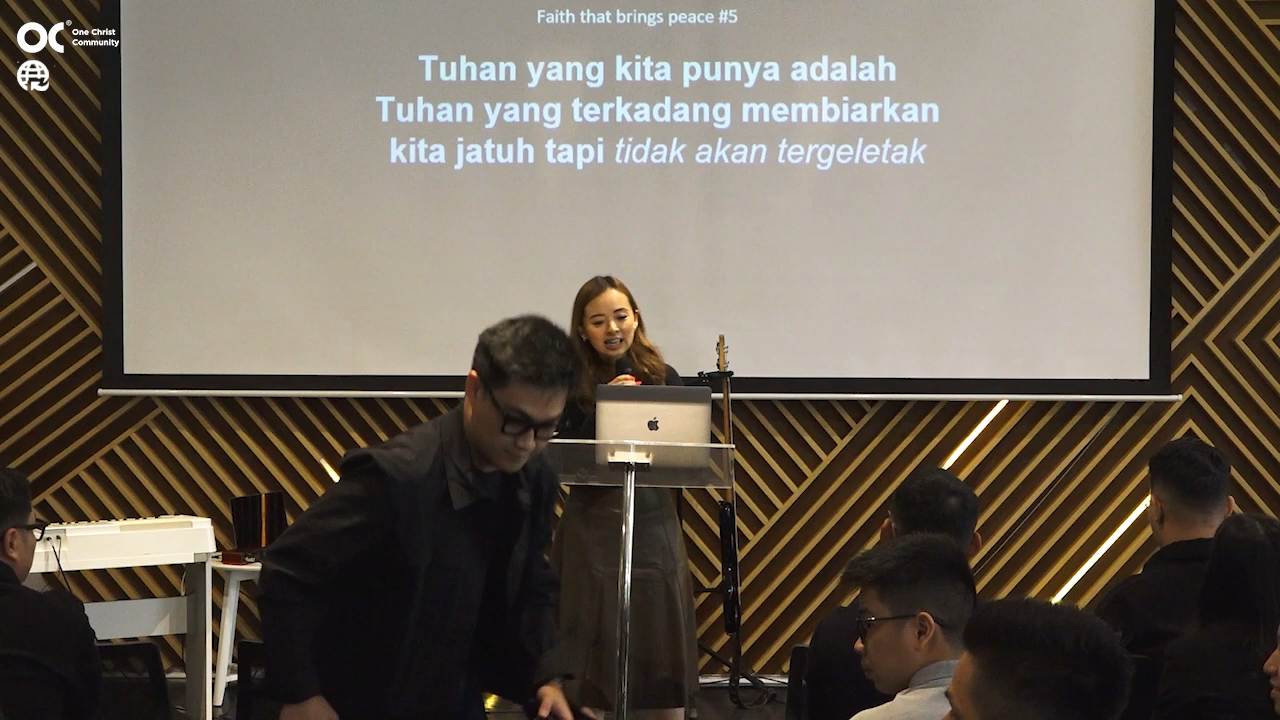 OC®
One Christ
Community
Faith that brings peace #5
Tuhan yang kita punya adalah
Tuhan yang terkadang membiarkan
kita jatuh tapi tidak akan tergeletak